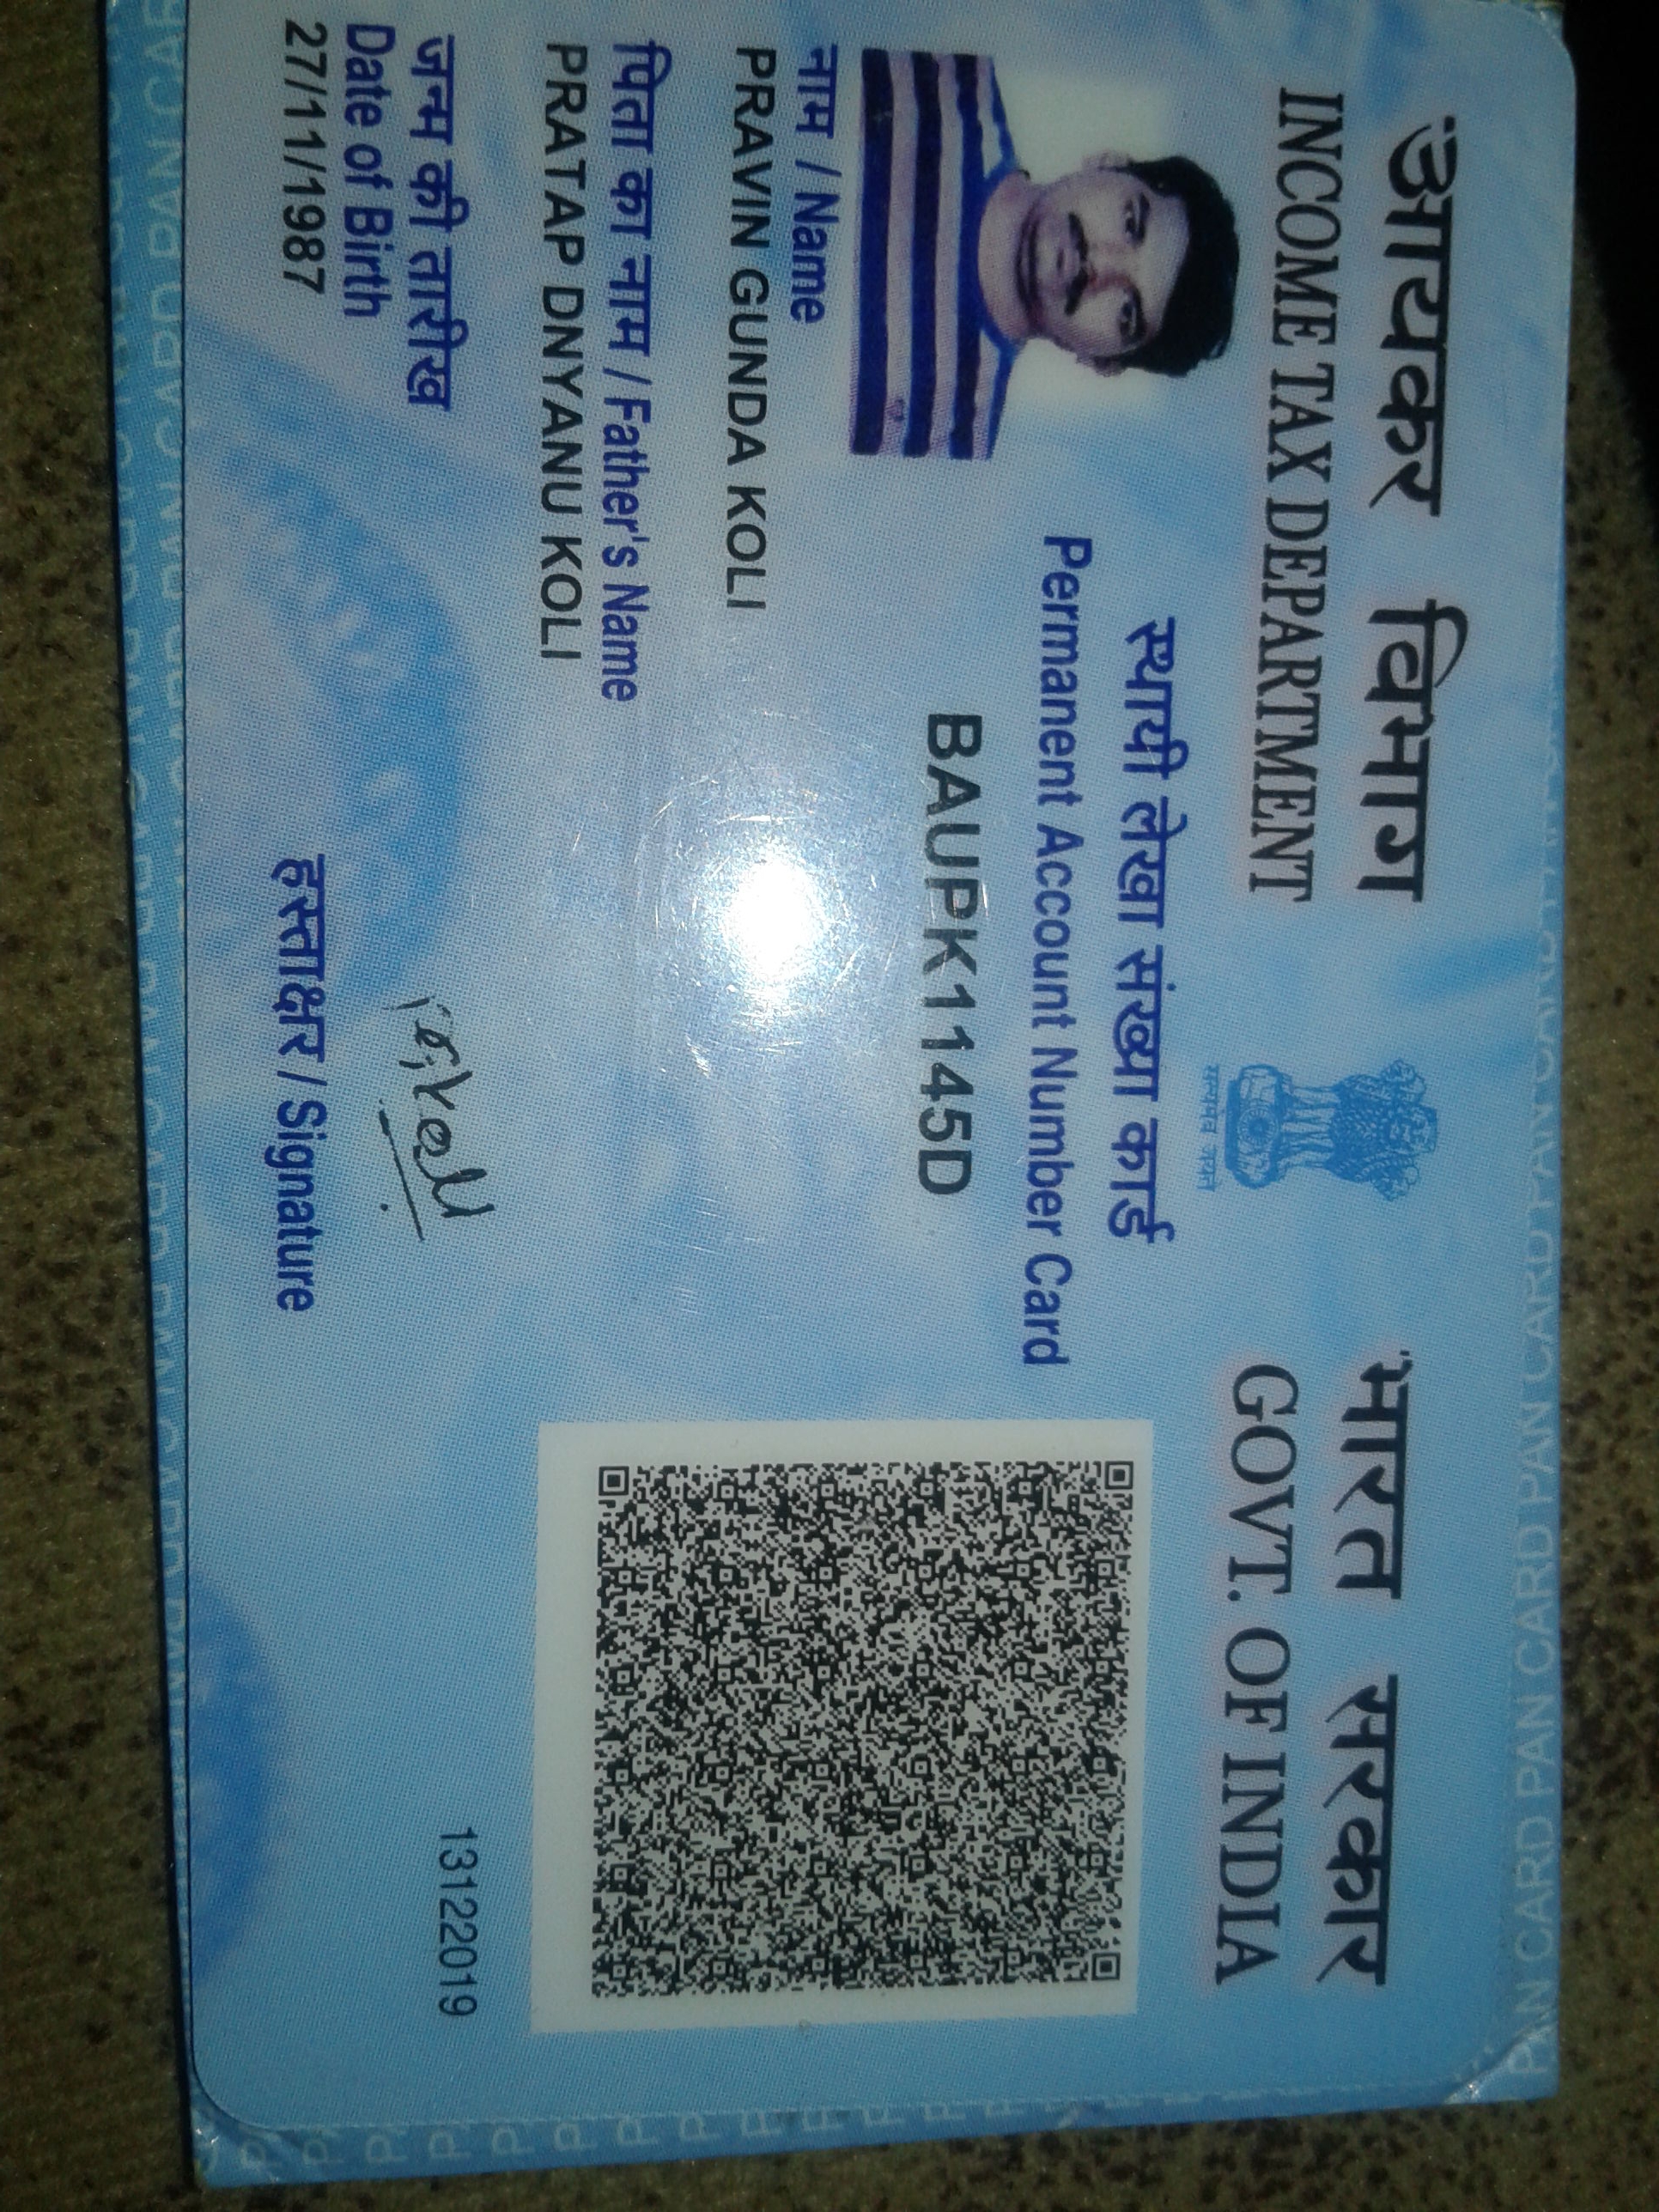 आयकर विभाग
INCOME TAX DEPARTMENT
सत्यमेव जयते
भारत सरकार
GOVT. OF INDIA
स्थायी लेखा संख्या कार्ड
Permanent Account Number Card
BAUPK1145D
नाम / Name
PRAVIN GUNDA KOLI
पिता का नाम / Father's Name
PRATAP DNYANU KOLI
जन्म की तारीख
Date of Birth
27/11/1987
हस्ताक्षर / Signature
13122019
PAN CARD PAN CARD PAN CARD PAN CARD